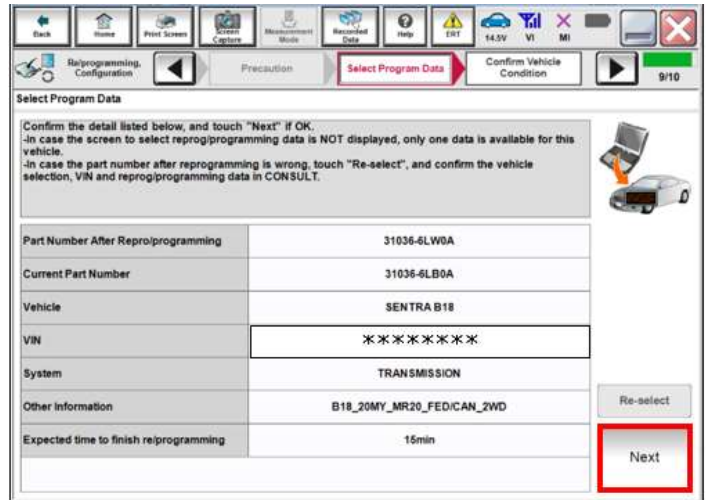 Back
Home
Print Screen
Screen Capture
Measurement Mode
Recorded Data
Help
ERT
14.5V
VI
MI
Re/programming, Configuration
Precaution
Select Program Data
Confirm Vehicle Condition
9/10
Select Program Data
Confirm the detail listed below, and touch "Next" if OK.
-In case the screen to select reprog/programming data is NOT displayed, only one data is available for this
vehicle.
-In case the part number after reprogramming is wrong, touch "Re-select", and confirm the vehicle
selection, VIN and reprog/programming data in CONSULT.
Part Number After Repro/programming 31036-6LW0A
Current Part Number 31036-6LB0A
Vehicle SENTRA B18
VIN ********
System TRANSMISSION
Other Information B18_20MY_MR20_FED/CAN_2WD
Expected time to finish re/programming 15min
Re-select
Next